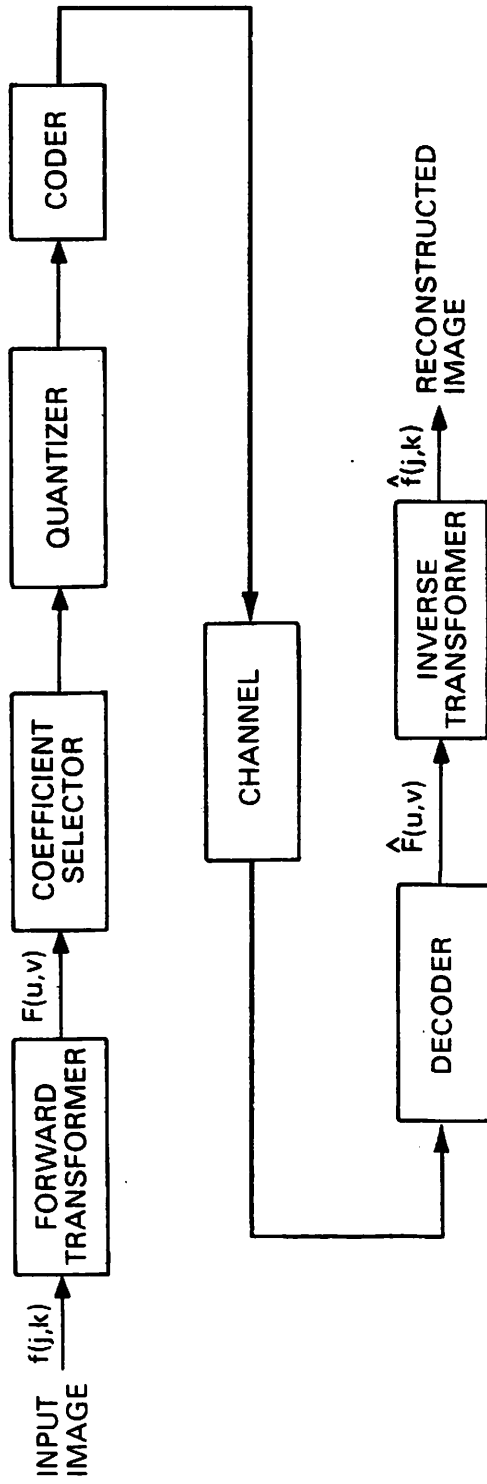 INPUT
IMAGE
f(j,k)
FORWARD
TRANSFORMER
F(u,v)
COEFFICIENT
SELECTOR
QUANTIZER
CODER
CHANNEL
DECODER
F̂(u,v)
INVERSE
TRANSFORMER
f̂(j,k)
RECONSTRUCTED
IMAGE